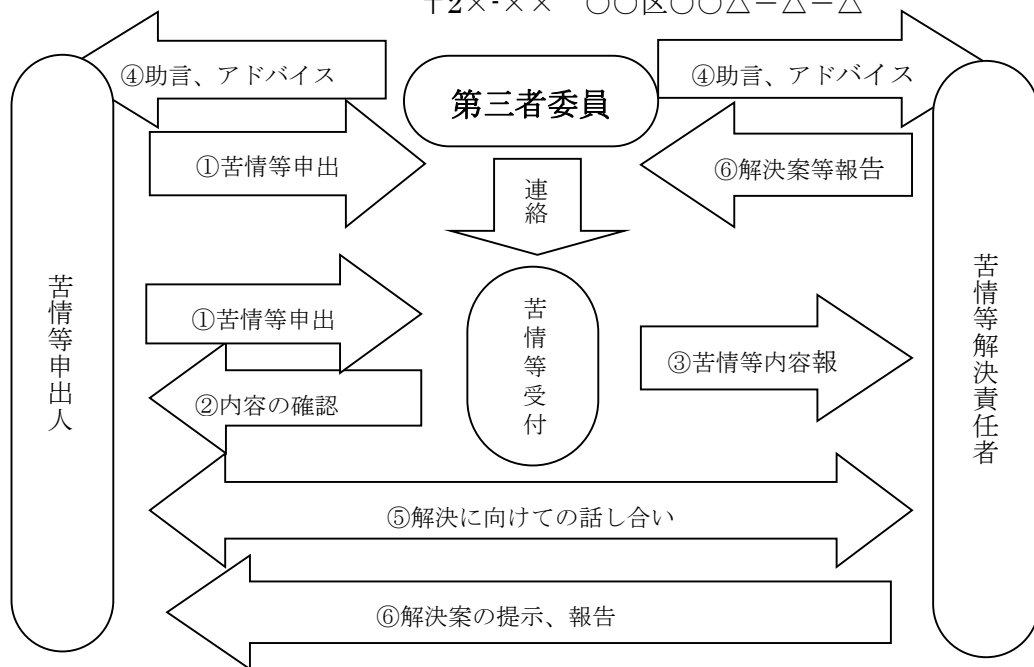 〒2×-×× ○○区○○△－△－△
④助言、アドバイス
第三者委員
④助言、アドバイス
①苦情等申出
⑥解決案等報告
連絡
苦情等申出人
①苦情等申出
苦情等受付
③苦情等内容報
苦情等解決責任者
②内容の確認
⑤解決に向けての話し合い
⑥解決案の提示、報告